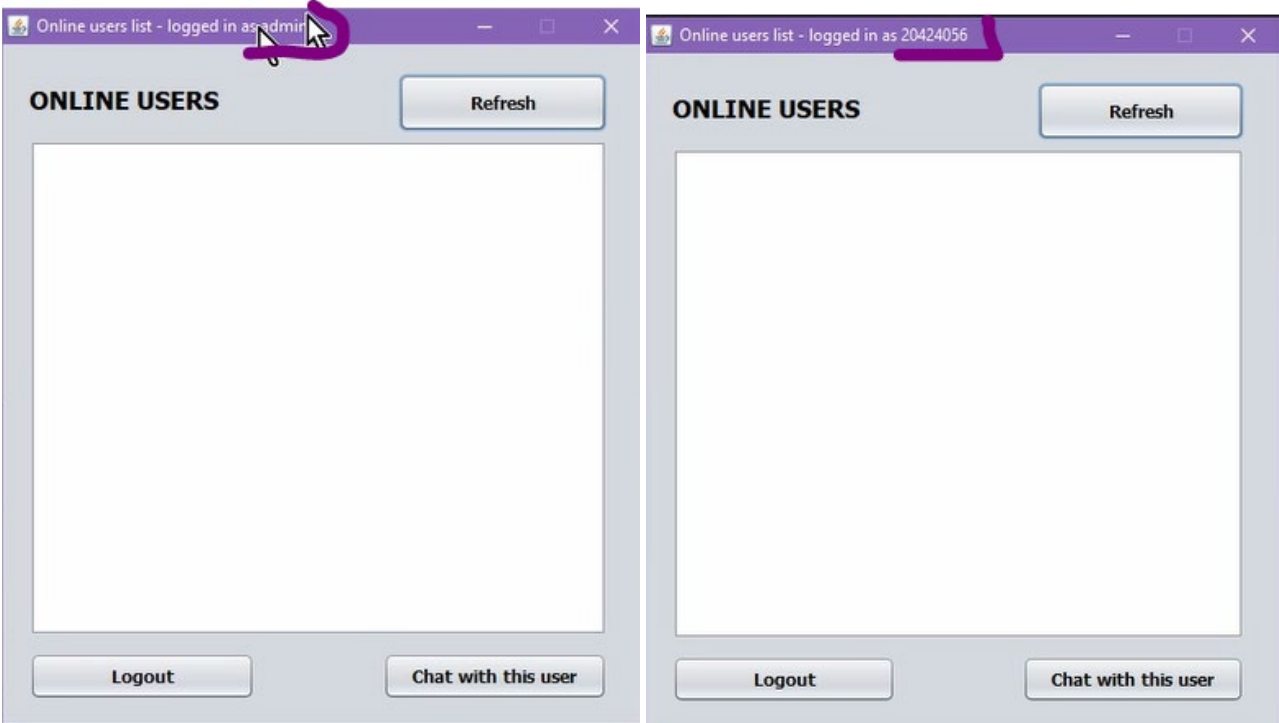 Online users list - logged in as admin
ONLINE USERS
Refresh
Logout
Chat with this user
Online users list - logged in as 20424056
ONLINE USERS
Refresh
Logout
Chat with this user